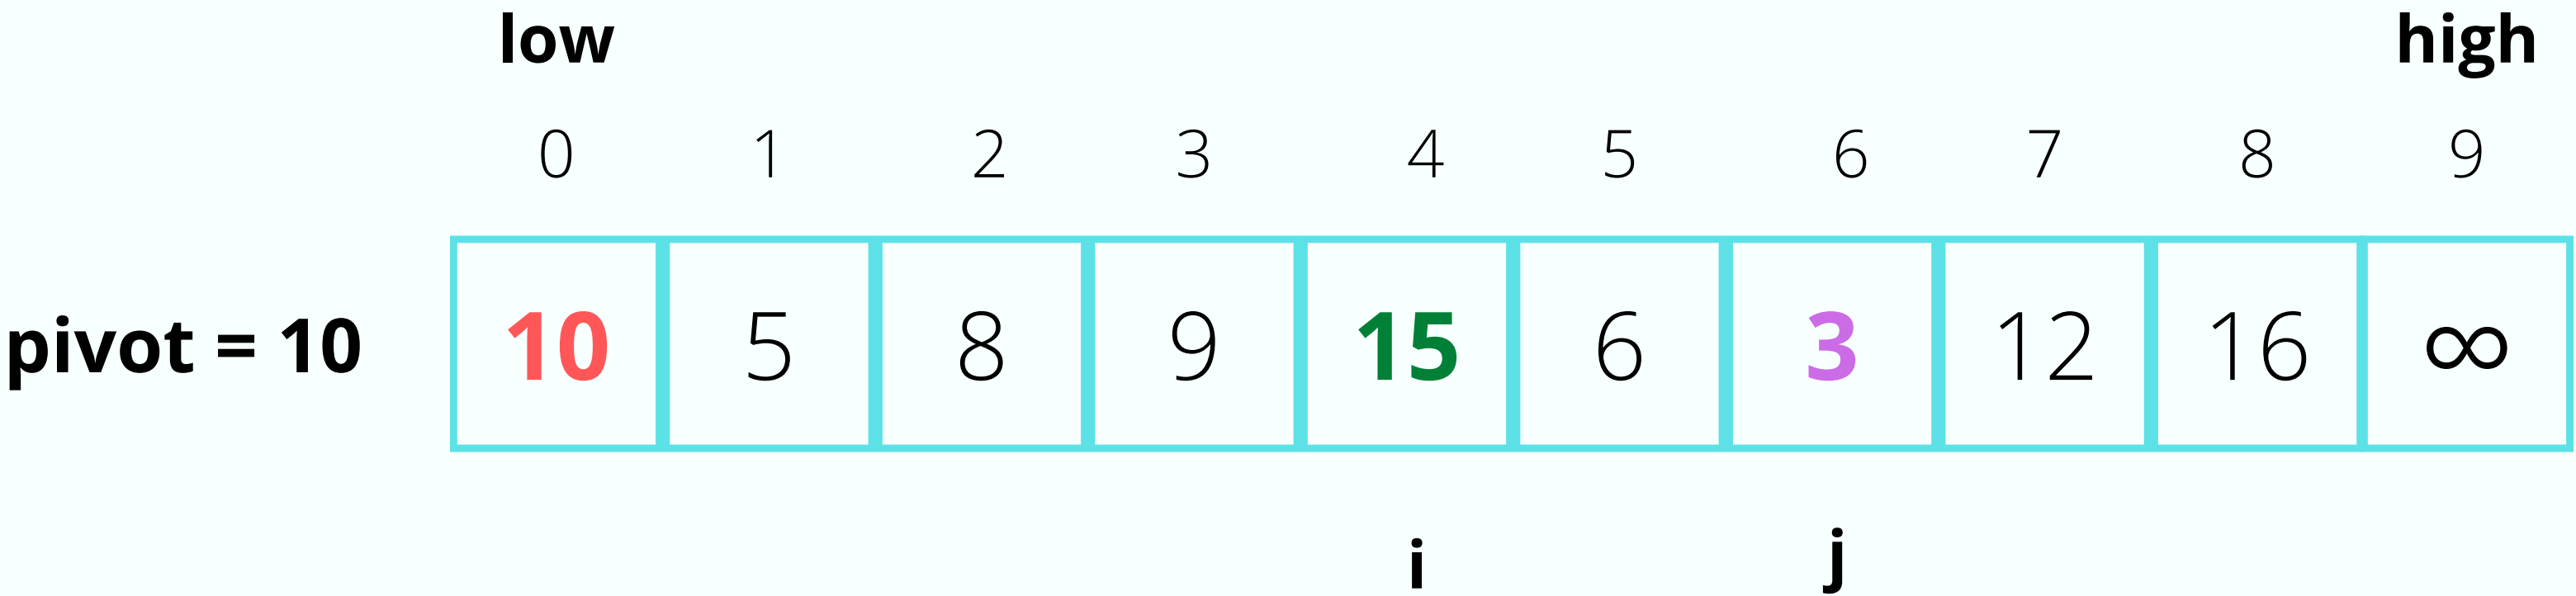 low high
0 1 2 3 4 5 6 7 8 9
pivot = 10 10 5 8 9 15 6 3 12 16 ∞
i j